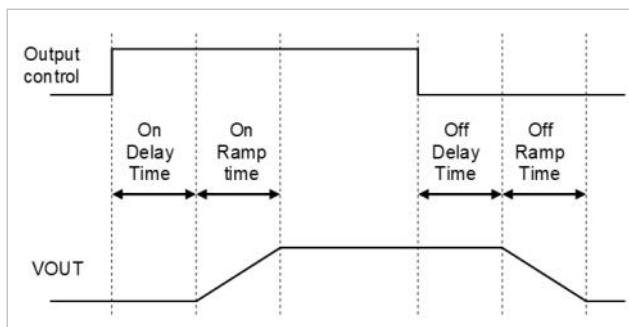 Output
control
On
Delay
Time
On
Ramp
time
Off
Delay
Time
Off
Ramp
Time
VOUT